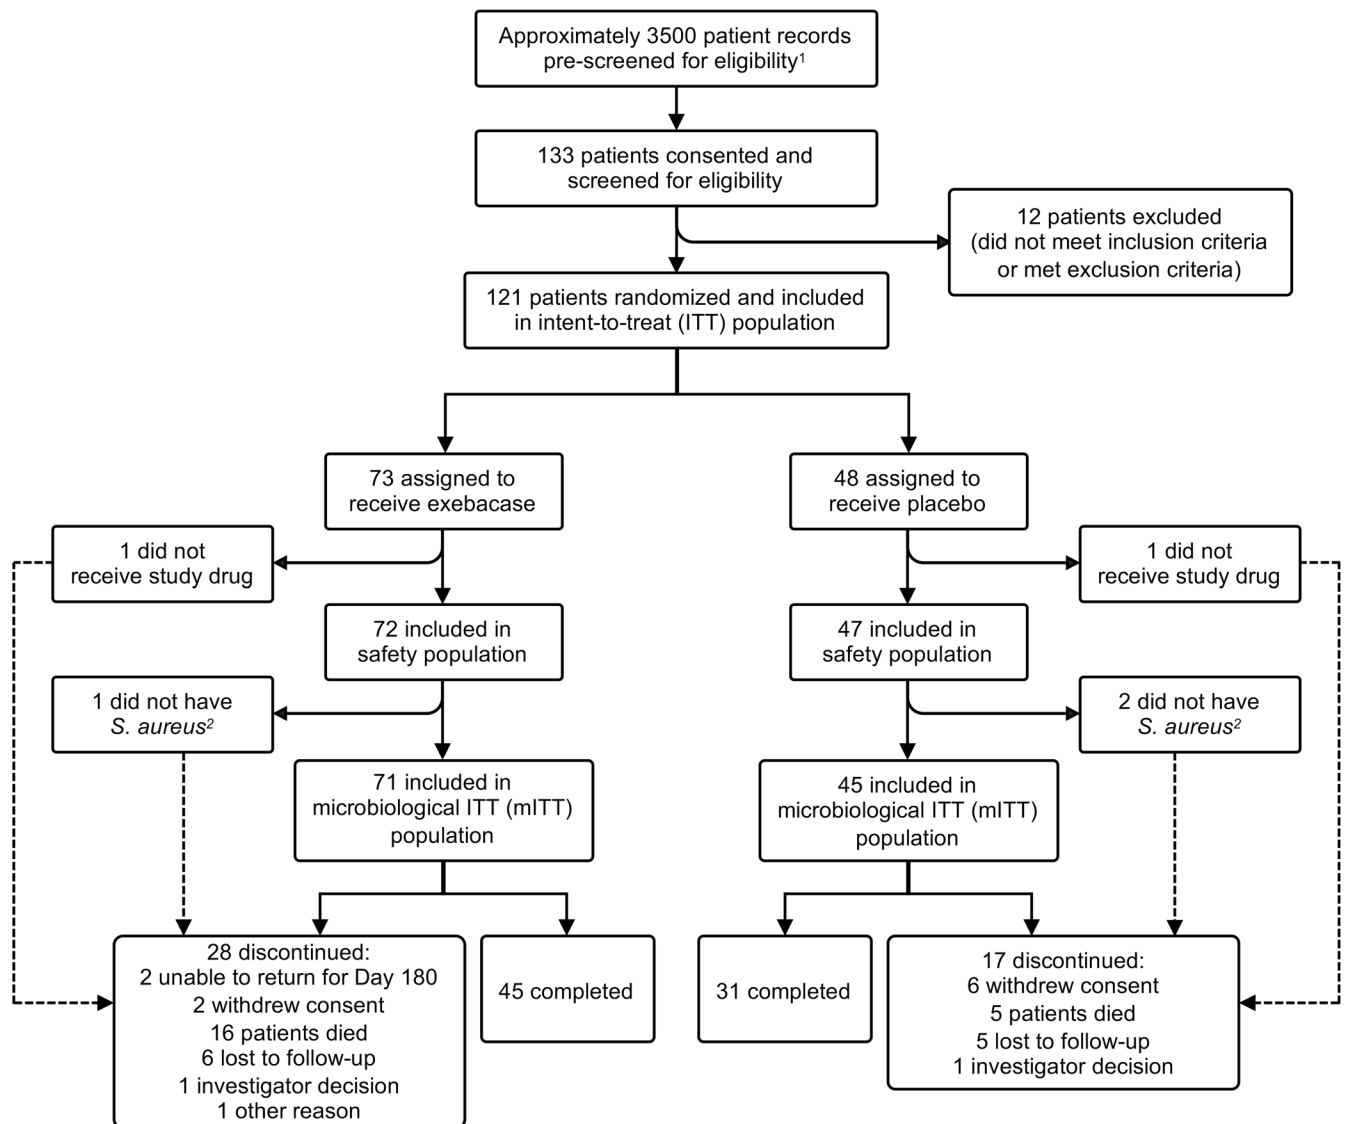 Approximately 3500 patient records
pre-screened for eligibility¹
133 patients consented and
screened for eligibility
12 patients excluded
(did not meet inclusion criteria
or met exclusion criteria)
121 patients randomized and included
in intent-to-treat (ITT) population
73 assigned to
receive exebacase
48 assigned to
receive placebo
1 did not
receive study drug
1 did not
receive study drug
72 included in
safety population
47 included in
safety population
1 did not have
S. aureus²
2 did not have
S. aureus²
71 included in
microbiological ITT (mITT)
population
45 included in
microbiological ITT (mITT)
population
28 discontinued:
2 unable to return for Day 180
2 withdrew consent
16 patients died
6 lost to follow-up
1 investigator decision
1 other reason
45 completed
31 completed
17 discontinued:
6 withdrew consent
5 patients died
5 lost to follow-up
1 investigator decision